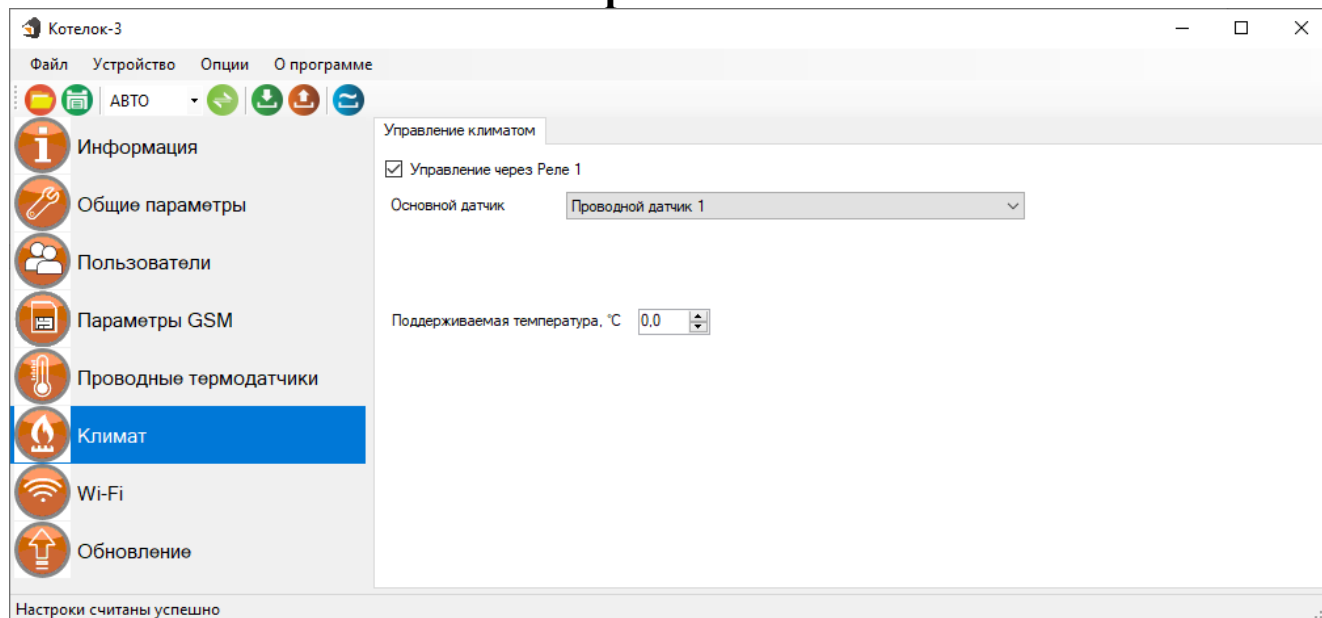 Котелок-3
Файл Устройство Опции О программе
АВТО
Информация
Общие параметры
Пользователи
Параметры GSM
Проводные термодатчики
Климат
Wi-Fi
Обновление
Управление климатом
Управление через Реле 1
Основной датчик Проводной датчик 1
Поддерживаемая температура, °C 0,0
Настроки считаны успешно